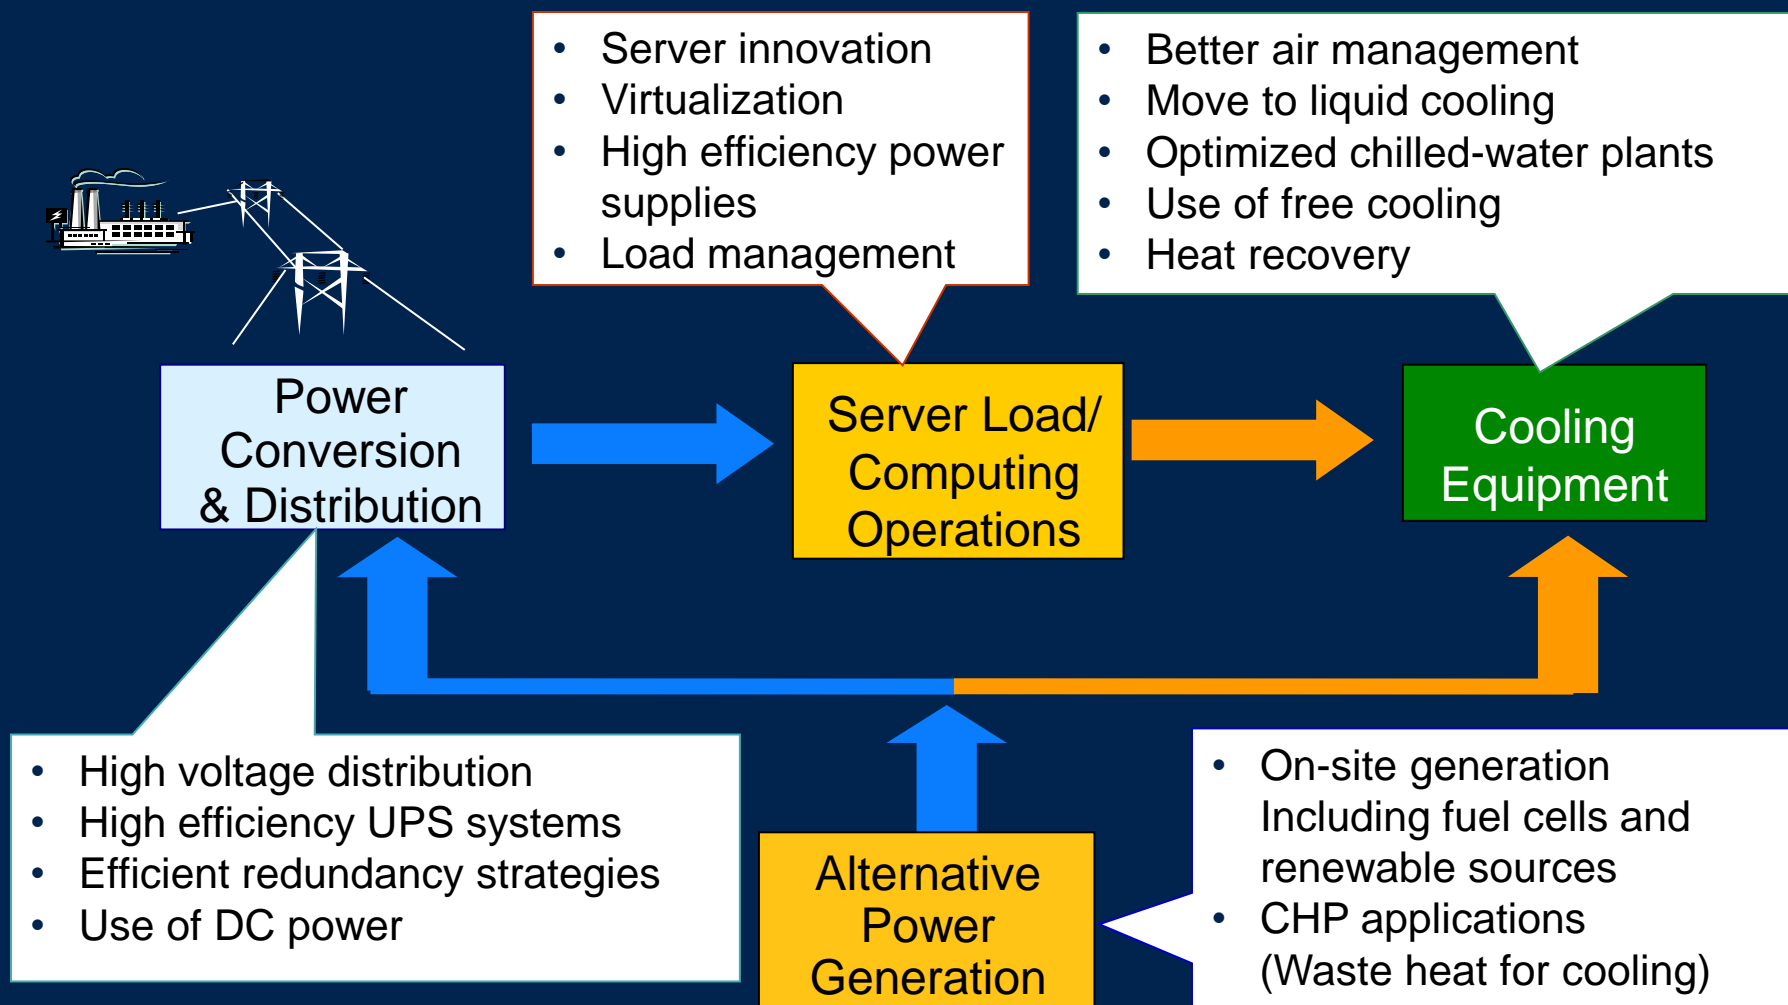 • Server innovation
• Virtualization
• High efficiency power
supplies
• Load management
• Better air management
• Move to liquid cooling
• Optimized chilled-water plants
• Use of free cooling
• Heat recovery
Power
Conversion
& Distribution
Server Load/
Computing
Operations
Cooling
Equipment
• High voltage distribution
• High efficiency UPS systems
• Efficient redundancy strategies
• Use of DC power
Alternative
Power
Generation
• On-site generation
Including fuel cells and
renewable sources
• CHP applications
(Waste heat for cooling)